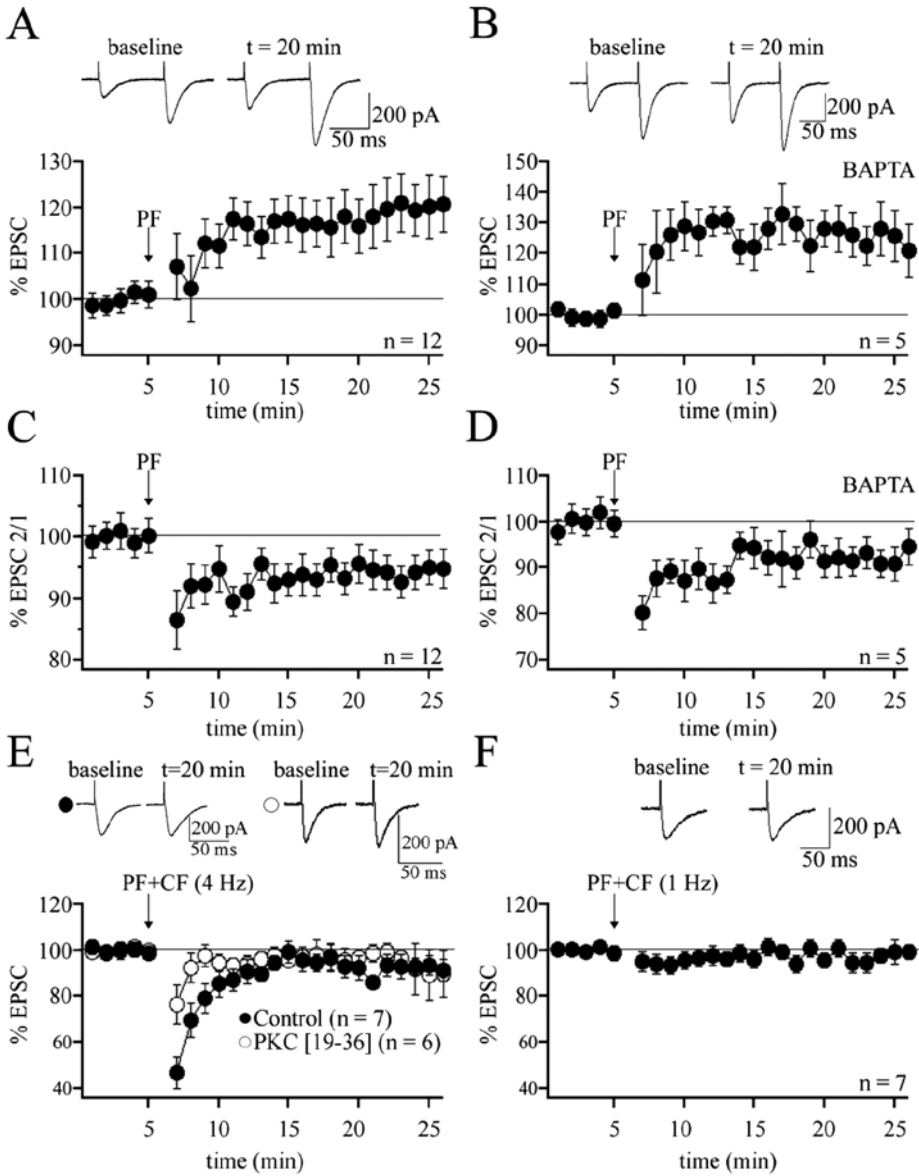 A
baseline
t = 20 min
200 pA
50 ms
130
120
110
100
90
% EPSC
PF
n = 12
5
10
15
20
25
time (min)
B
baseline
t = 20 min
200 pA
50 ms
BAPTA
150
140
130
120
110
100
90
% EPSC
PF
n = 5
5
10
15
20
25
time (min)
C
110
100
90
80
% EPSC 2/1
PF
n = 12
5
10
15
20
25
time (min)
D
110
100
90
80
70
% EPSC 2/1
PF
BAPTA
n = 5
5
10
15
20
25
time (min)
E
baseline
t=20 min
200 pA
50 ms
baseline
t=20 min
200 pA
50 ms
PF+CF (4 Hz)
120
100
80
60
40
% EPSC
Control (n = 7)
PKC [19-36] (n = 6)
5
10
15
20
25
time (min)
F
baseline
t = 20 min
200 pA
50 ms
PF+CF (1 Hz)
120
100
80
60
40
% EPSC
n = 7
5
10
15
20
25
time (min)